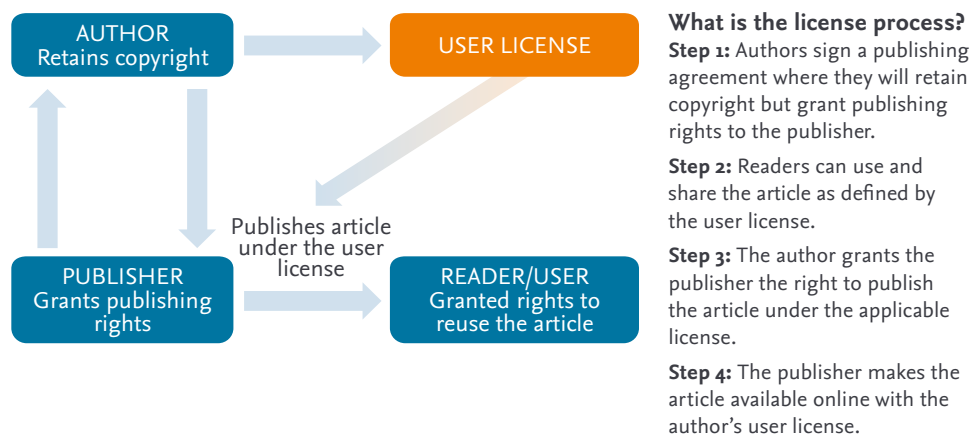 AUTHOR
Retains copyright
USER LICENSE
Publishes article
under the user
license
PUBLISHER
Grants publishing
rights
READER/USER
Granted rights to
reuse the article
What is the license process?
Step 1: Authors sign a publishing
agreement where they will retain
copyright but grant publishing
rights to the publisher.
Step 2: Readers can use and
share the article as defined by
the user license.
Step 3: The author grants the
publisher the right to publish
the article under the applicable
license.
Step 4: The publisher makes the
article available online with the
author's user license.